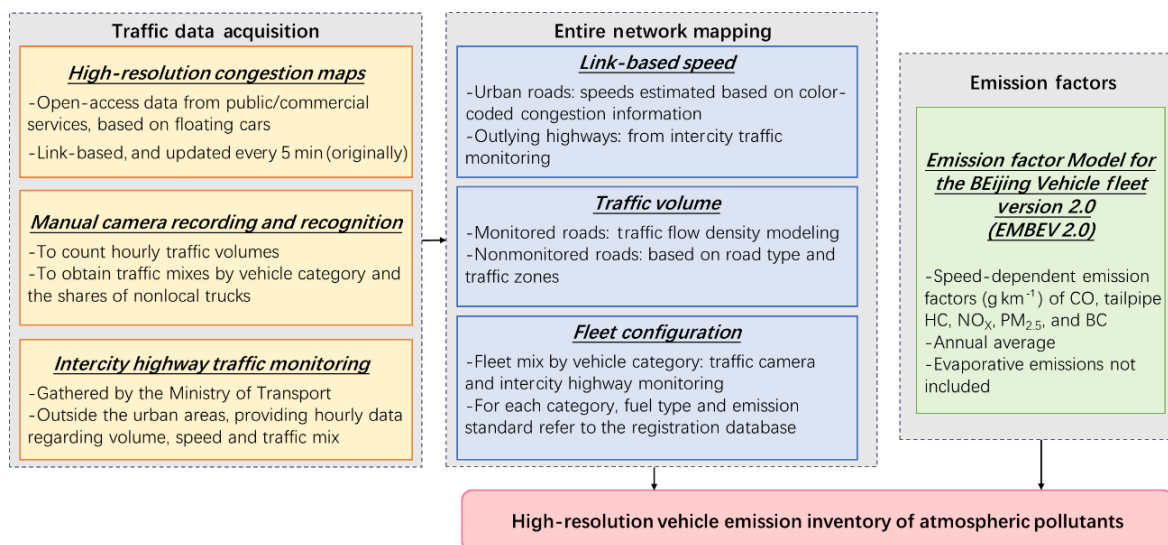 Traffic data acquisition
High-resolution congestion maps
-Open-access data from public/commercial
services, based on floating cars
-Link-based, and updated every 5 min (originally)
Manual camera recording and recognition
-To count hourly traffic volumes
-To obtain traffic mixes by vehicle category and
the shares of nonlocal trucks
Intercity highway traffic monitoring
-Gathered by the Ministry of Transport
-Outside the urban areas, providing hourly data
regarding volume, speed and traffic mix
Entire network mapping
Link-based speed
-Urban roads: speeds estimated based on color-
coded congestion information
-Outlying highways: from intercity traffic
monitoring
Traffic volume
-Monitored roads: traffic flow density modeling
-Nonmonitored roads: based on road type and
traffic zones
Fleet configuration
-Fleet mix by vehicle category: traffic camera
and intercity highway monitoring
-For each category, fuel type and emission
standard refer to the registration database
Emission factors
Emission factor Model for
the BEijing Vehicle fleet
version 2.0
(EMBEV 2.0)
-Speed-dependent emission
factors (g km⁻¹) of CO, tailpipe
HC, NOₓ, PM₂.₅, and BC
-Annual average
-Evaporative emissions not
included
High-resolution vehicle emission inventory of atmospheric pollutants